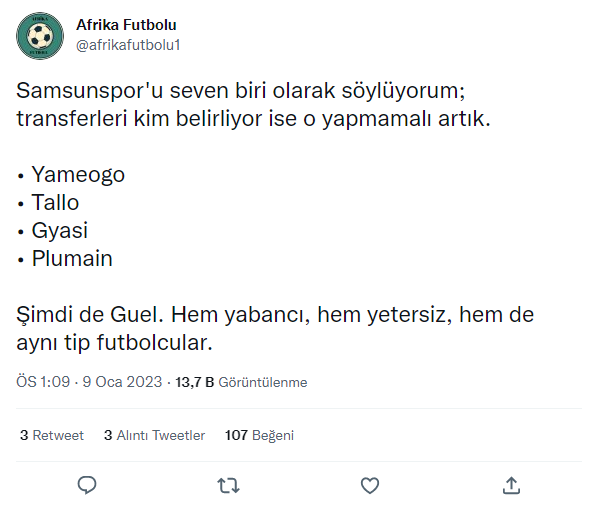 Afrika Futbolu
@afrikafutbolu1
Samsunspor'u seven biri olarak söylüyorum;
transferleri kim belirliyor ise o yapmamalı artık.
• Yameogo
• Tallo
• Gyasi
• Plumain
Şimdi de Guel. Hem yabancı, hem yetersiz, hem de
aynı tip futbolcular.
ÖS 1:09 · 9 Oca 2023 · 13,7 B Görüntülenme
3 Retweet 3 Alıntı Tweetler 107 Beğeni